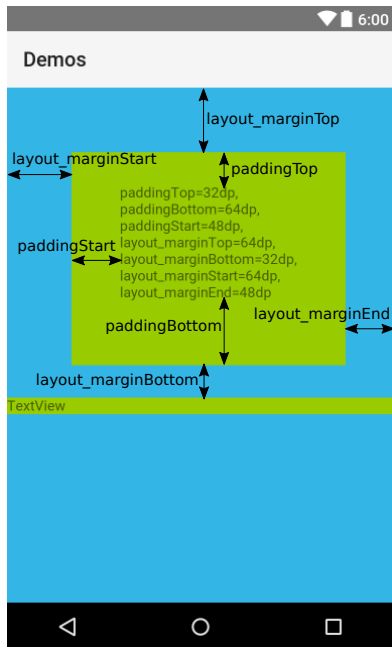 6:00
Demos
layout_marginTop
layout_marginStart
paddingTop
paddingTop=32dp,
paddingBottom=64dp,
paddingStart=48dp,
paddingStart
layout_marginTop=64dp,
layout_marginBottom=32dp,
layout_marginStart=64dp,
layout_marginEnd=48dp
layout_marginEnd
paddingBottom
layout_marginBottom
TextView